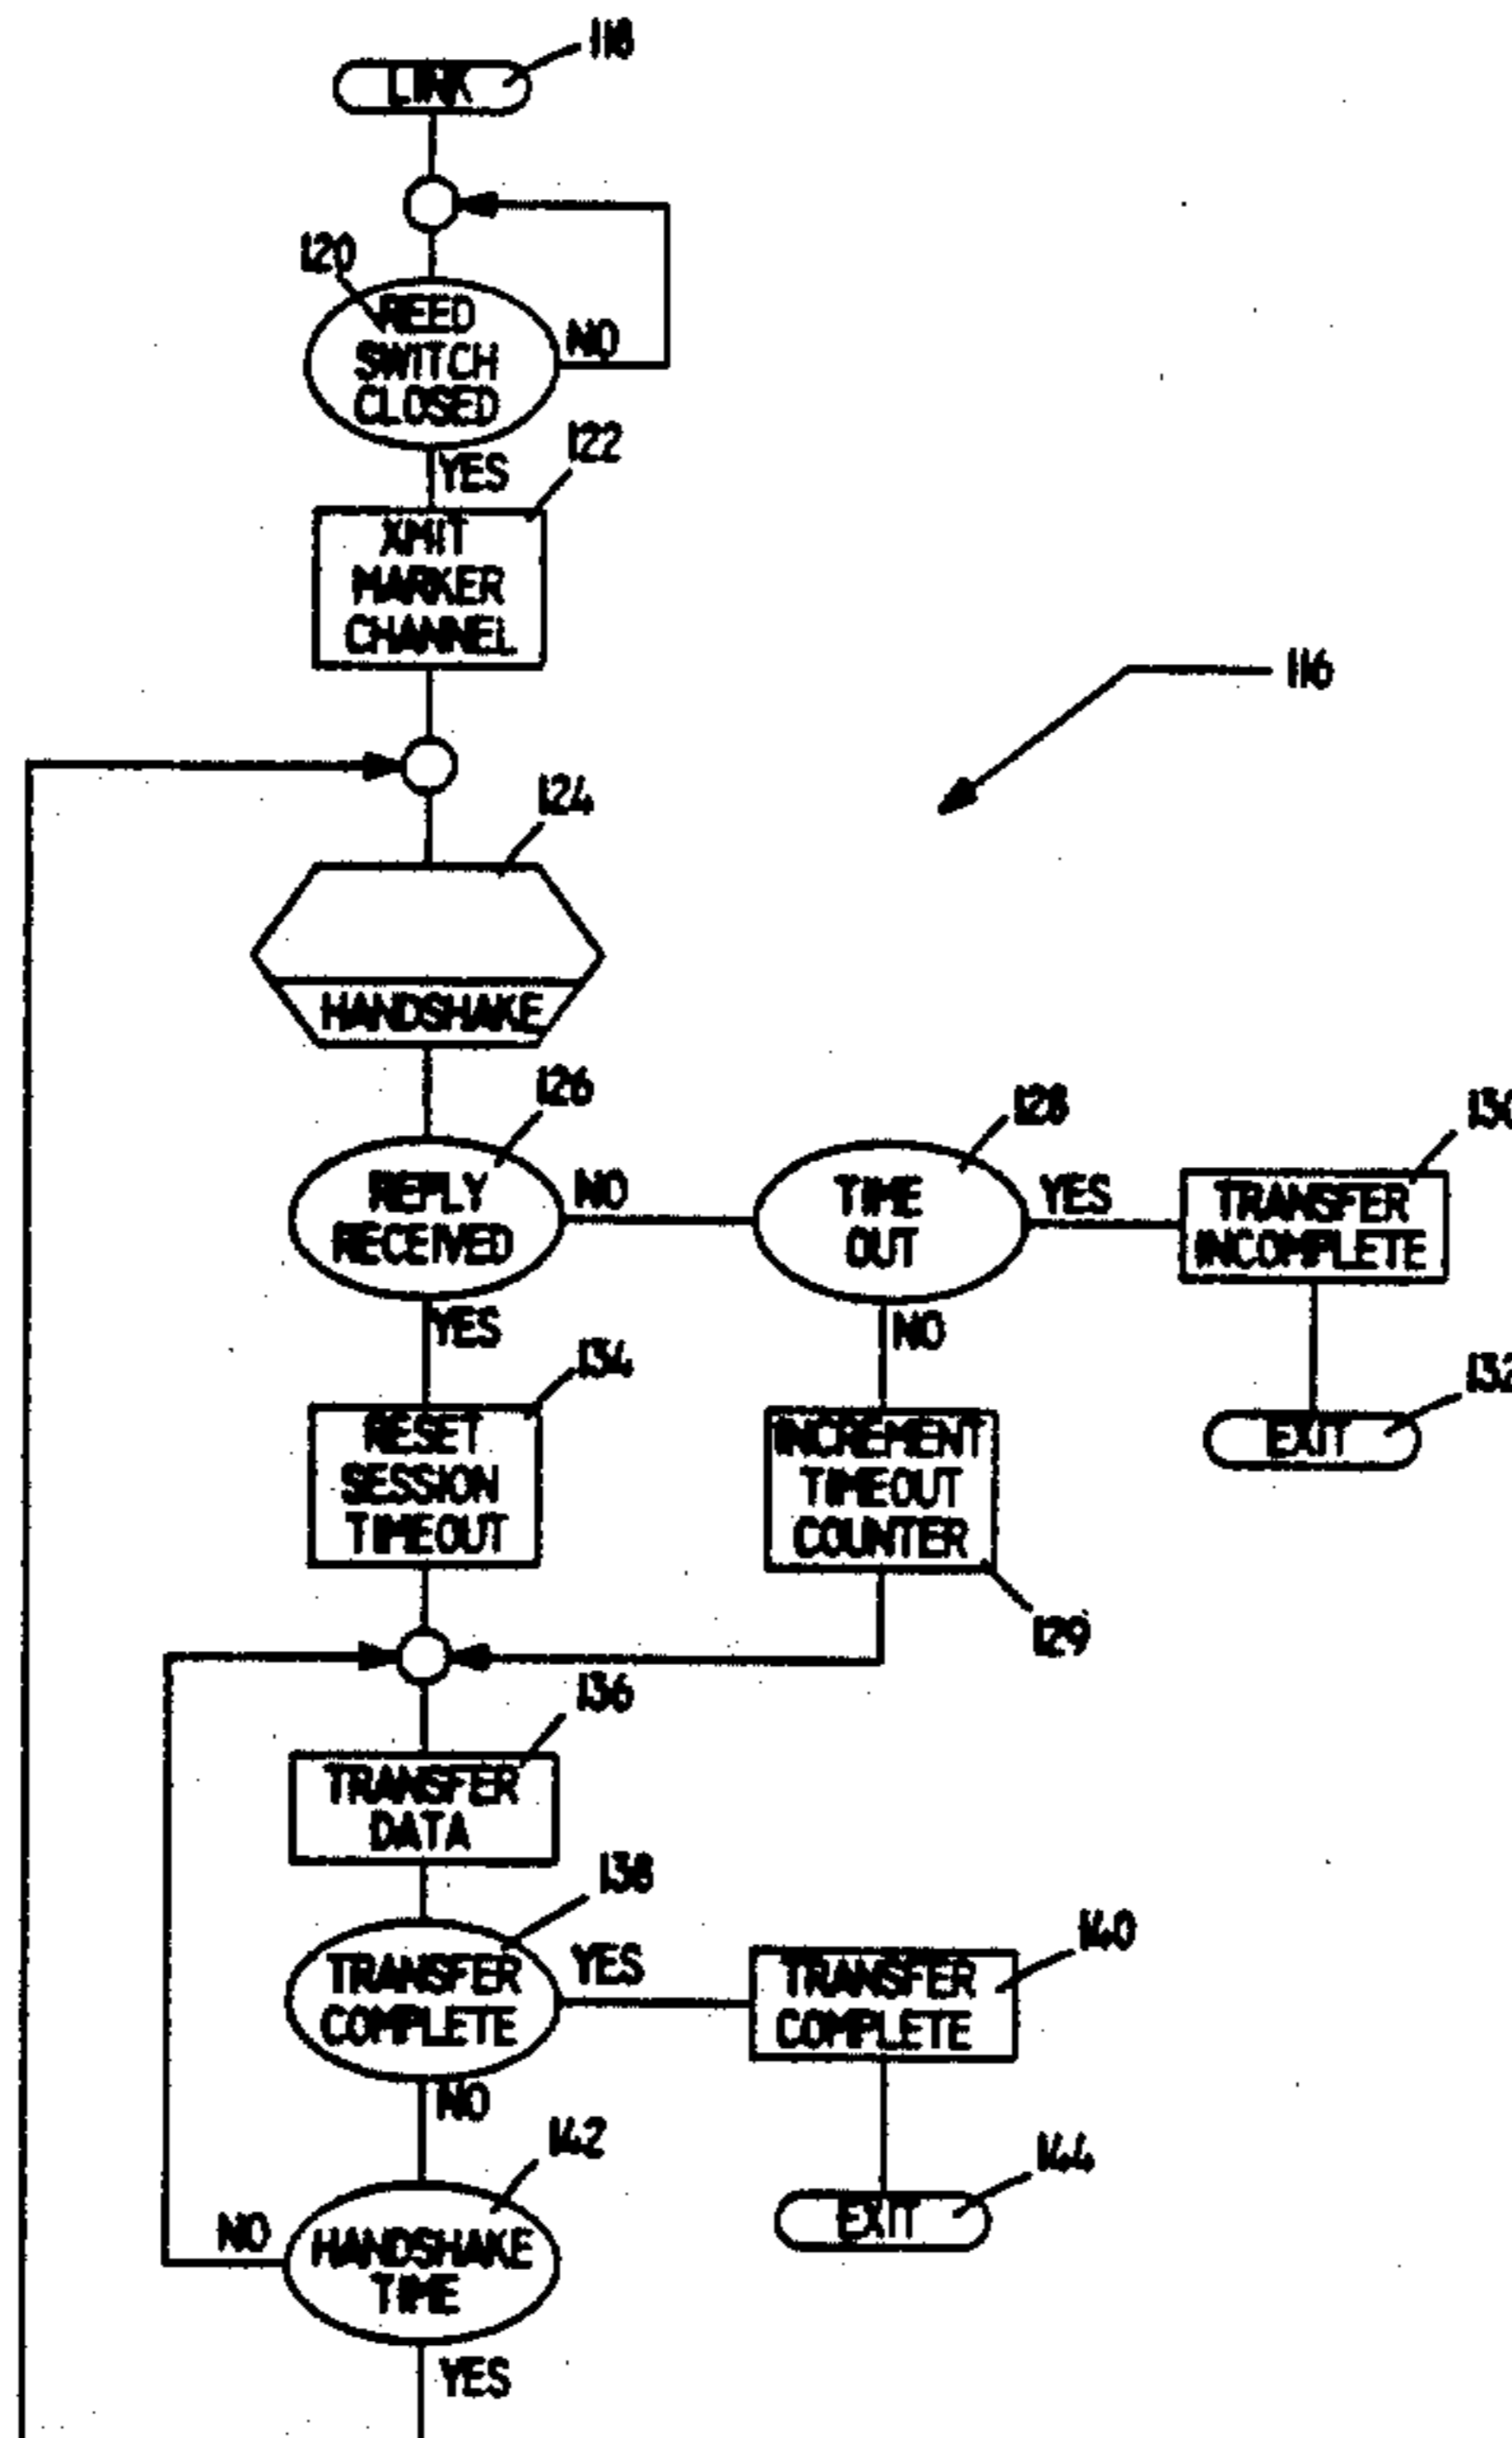 118
LINK
120
REED
SWITCH
CLOSED
NO
YES
122
XMIT
MARKER
CHANNEL
116
124
HANDSHAKE
126
REPLY
RECEIVED
NO
128
TIME
OUT
YES
130
TRANSFER
INCOMPLETE
YES
134
NO
132
EXIT
RESET
SESSION
TIMEOUT
INCREMENT
TIMEOUT
COUNTER
129
136
TRANSFER
DATA
138
TRANSFER
COMPLETE
YES
140
TRANSFER
COMPLETE
NO
142
144
EXIT
NO
HANDSHAKE
TIME
YES